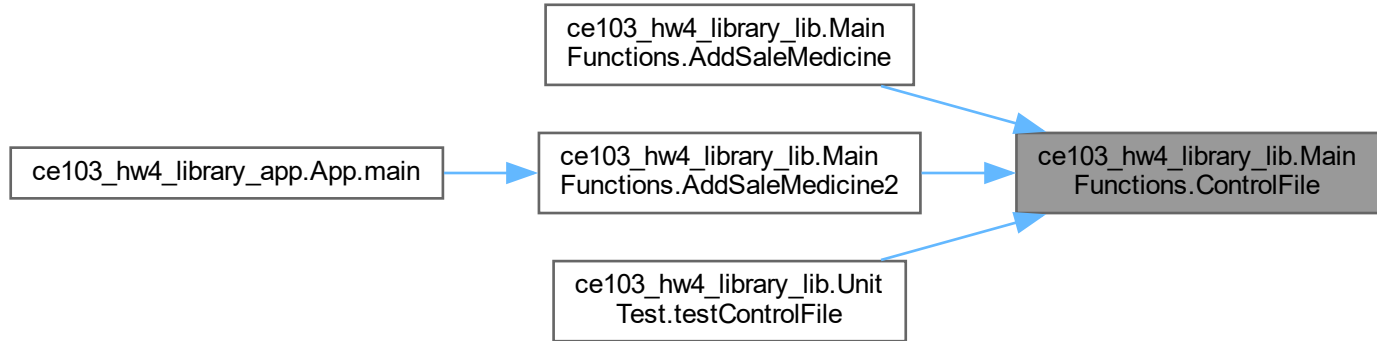 ce103_hw4_library_lib.Main
Functions.AddSaleMedicine
ce103_hw4_library_app.App.main
ce103_hw4_library_lib.Main
Functions.AddSaleMedicine2
ce103_hw4_library_lib.Main
Functions.ControlFile
ce103_hw4_library_lib.Unit
Test.testControlFile